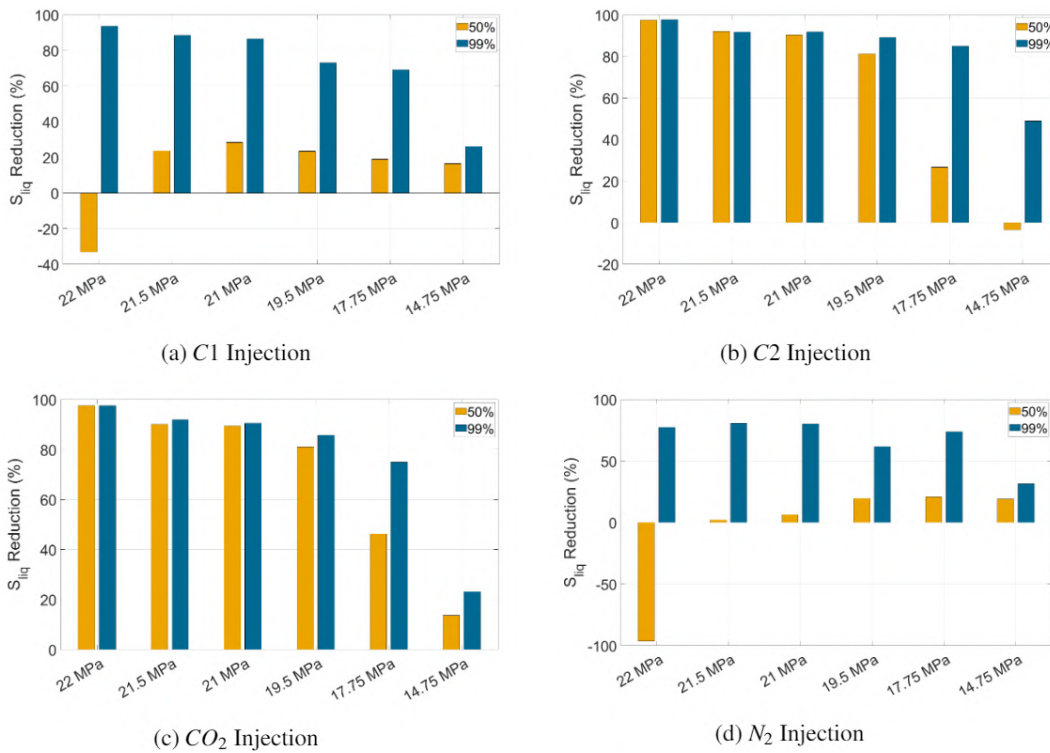 S_liq Reduction (%)
100
80
60
40
20
0
-20
-40
50%
99%
22 MPa
21.5 MPa
21 MPa
19.5 MPa
17.75 MPa
14.75 MPa
(a) C1 Injection
S_liq Reduction (%)
100
80
60
40
20
0
-20
50%
99%
22 MPa
21.5 MPa
21 MPa
19.5 MPa
17.75 MPa
14.75 MPa
(b) C2 Injection
S_liq Reduction (%)
100
80
60
40
20
0
50%
99%
22 MPa
21.5 MPa
21 MPa
19.5 MPa
17.75 MPa
14.75 MPa
(c) CO₂ Injection
S_liq Reduction (%)
100
50
0
-50
-100
50%
99%
22 MPa
21.5 MPa
21 MPa
19.5 MPa
17.75 MPa
14.75 MPa
(d) N₂ Injection